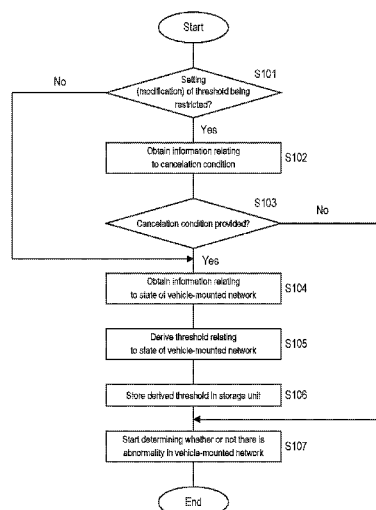 Start
S101
No
Setting
(modification) of threshold being
restricted?
Yes
Obtain information relating
to cancelation condition
S102
S103
No
Cancelation condition provided?
Yes
Obtain information relating
to state of vehicle-mounted network
S104
Derive threshold relating
to state of vehicle-mounted network
S105
Store derived threshold in storage unit
S106
Start determining whether or not there is
abnormality in vehicle-mounted network
S107
End